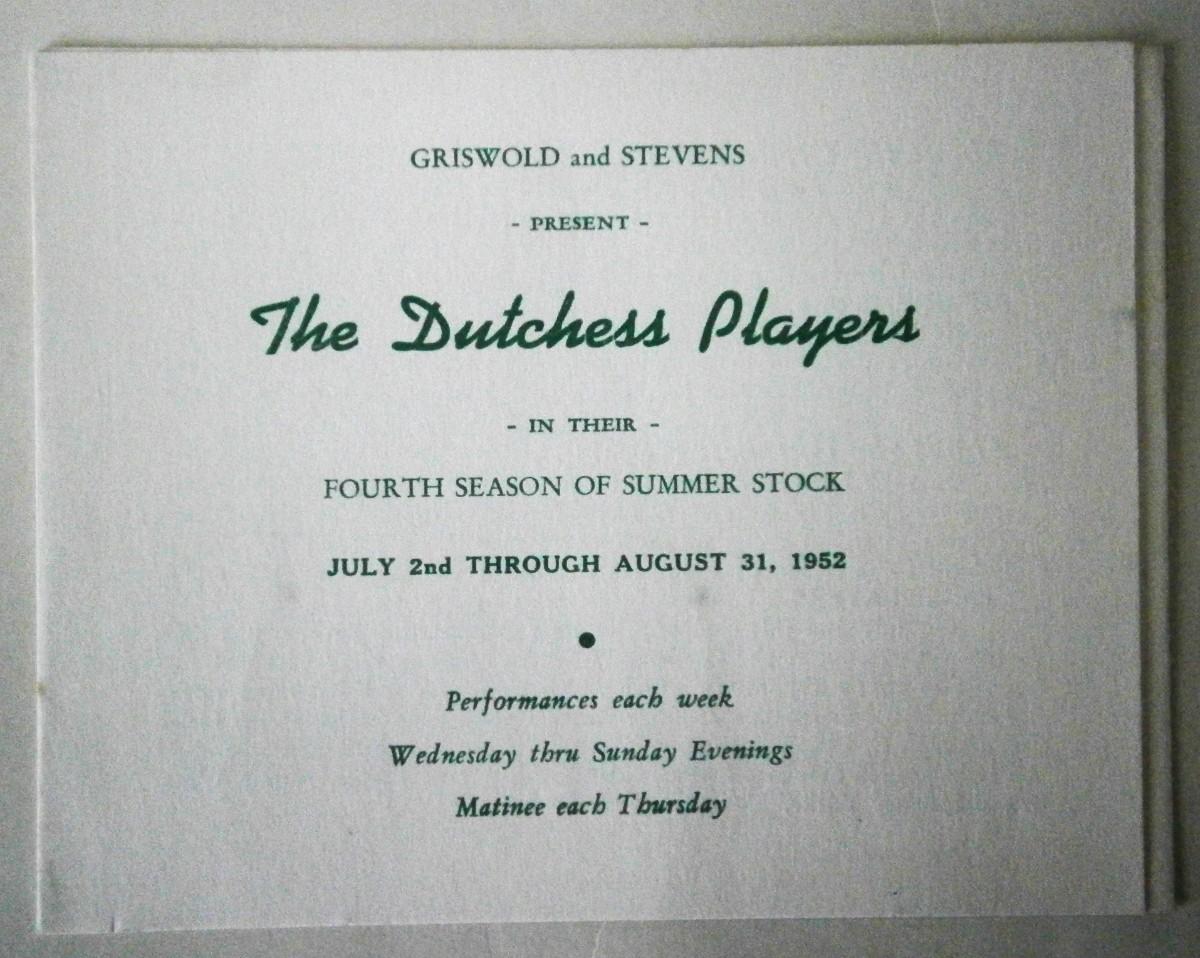 GRISWOLD and STEVENS
- PRESENT -
The Dutchess Players
- IN THEIR -
FOURTH SEASON OF SUMMER STOCK
JULY 2nd THROUGH AUGUST 31, 1952
●
Performances each week
Wednesday thru Sunday Evenings
Matinee each Thursday